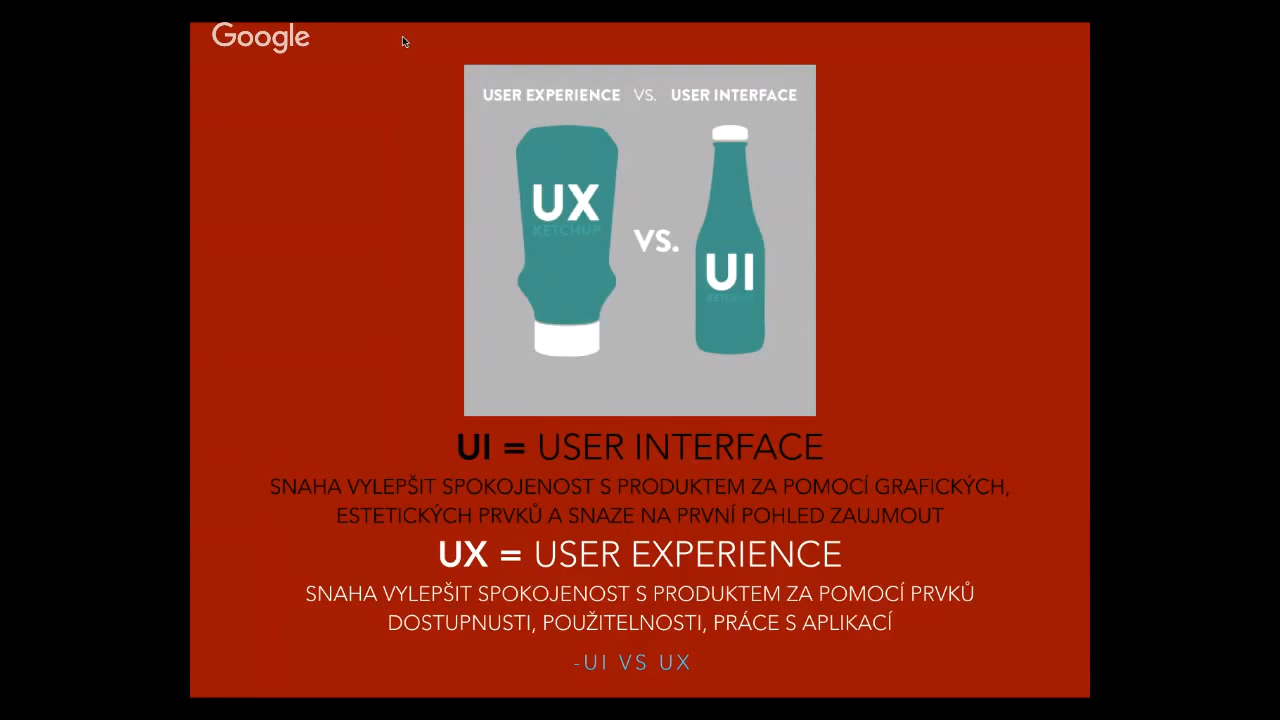 Google
USER EXPERIENCE VS. USER INTERFACE
UX
KETCHUP
VS.
UI
KETCHUP
UI = USER INTERFACE
SNAHA VYLEPŠIT SPOKOJENOST S PRODUKTEM ZA POMOCÍ GRAFICKÝCH,
ESTETICKÝCH PRVKŮ A SNAZE NA PRVNÍ POHLED ZAUJMOUT
UX = USER EXPERIENCE
SNAHA VYLEPŠIT SPOKOJENOST S PRODUKTEM ZA POMOCÍ PRVKŮ
DOSTUPNUSTI, POUŽITELNOSTI, PRÁCE S APLIKACÍ
-UI VS UX